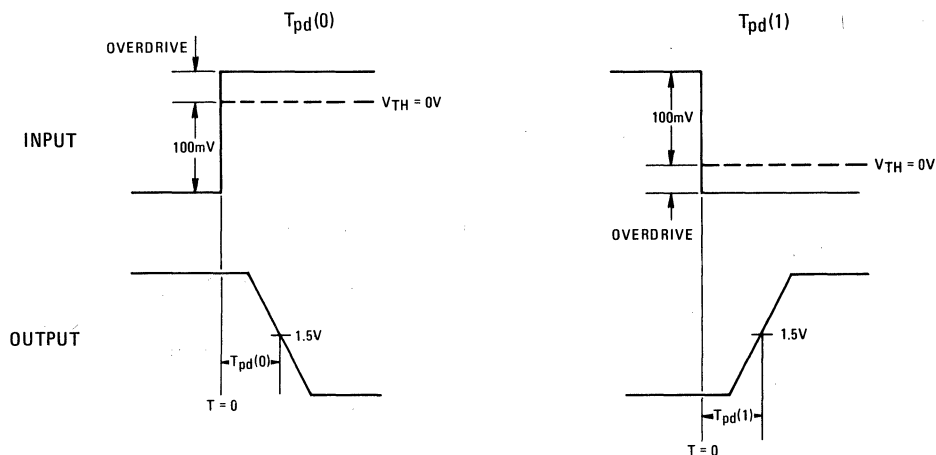 Tpd(0)
OVERDRIVE
VTH = 0V
100mV
INPUT
OUTPUT
1.5V
Tpd(0)
T = 0
Tpd(1)
100mV
VTH = 0V
OVERDRIVE
1.5V
Tpd(1)
T = 0